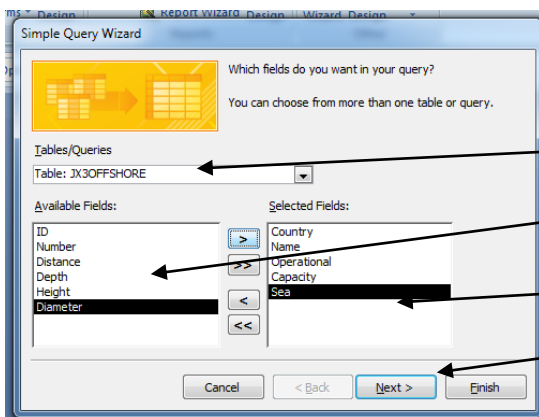 Design
Report Wizard Design
Wizard Design
Simple Query Wizard
Which fields do you want in your query?
You can choose from more than one table or query.
Tables/Queries
Table: JX3OFFSHORE
Available Fields:
Selected Fields:
ID
Number
Distance
Depth
Height
Diameter
>
>>
<
<<
Country
Name
Operational
Capacity
Sea
Cancel
< Back
Next >
Finish